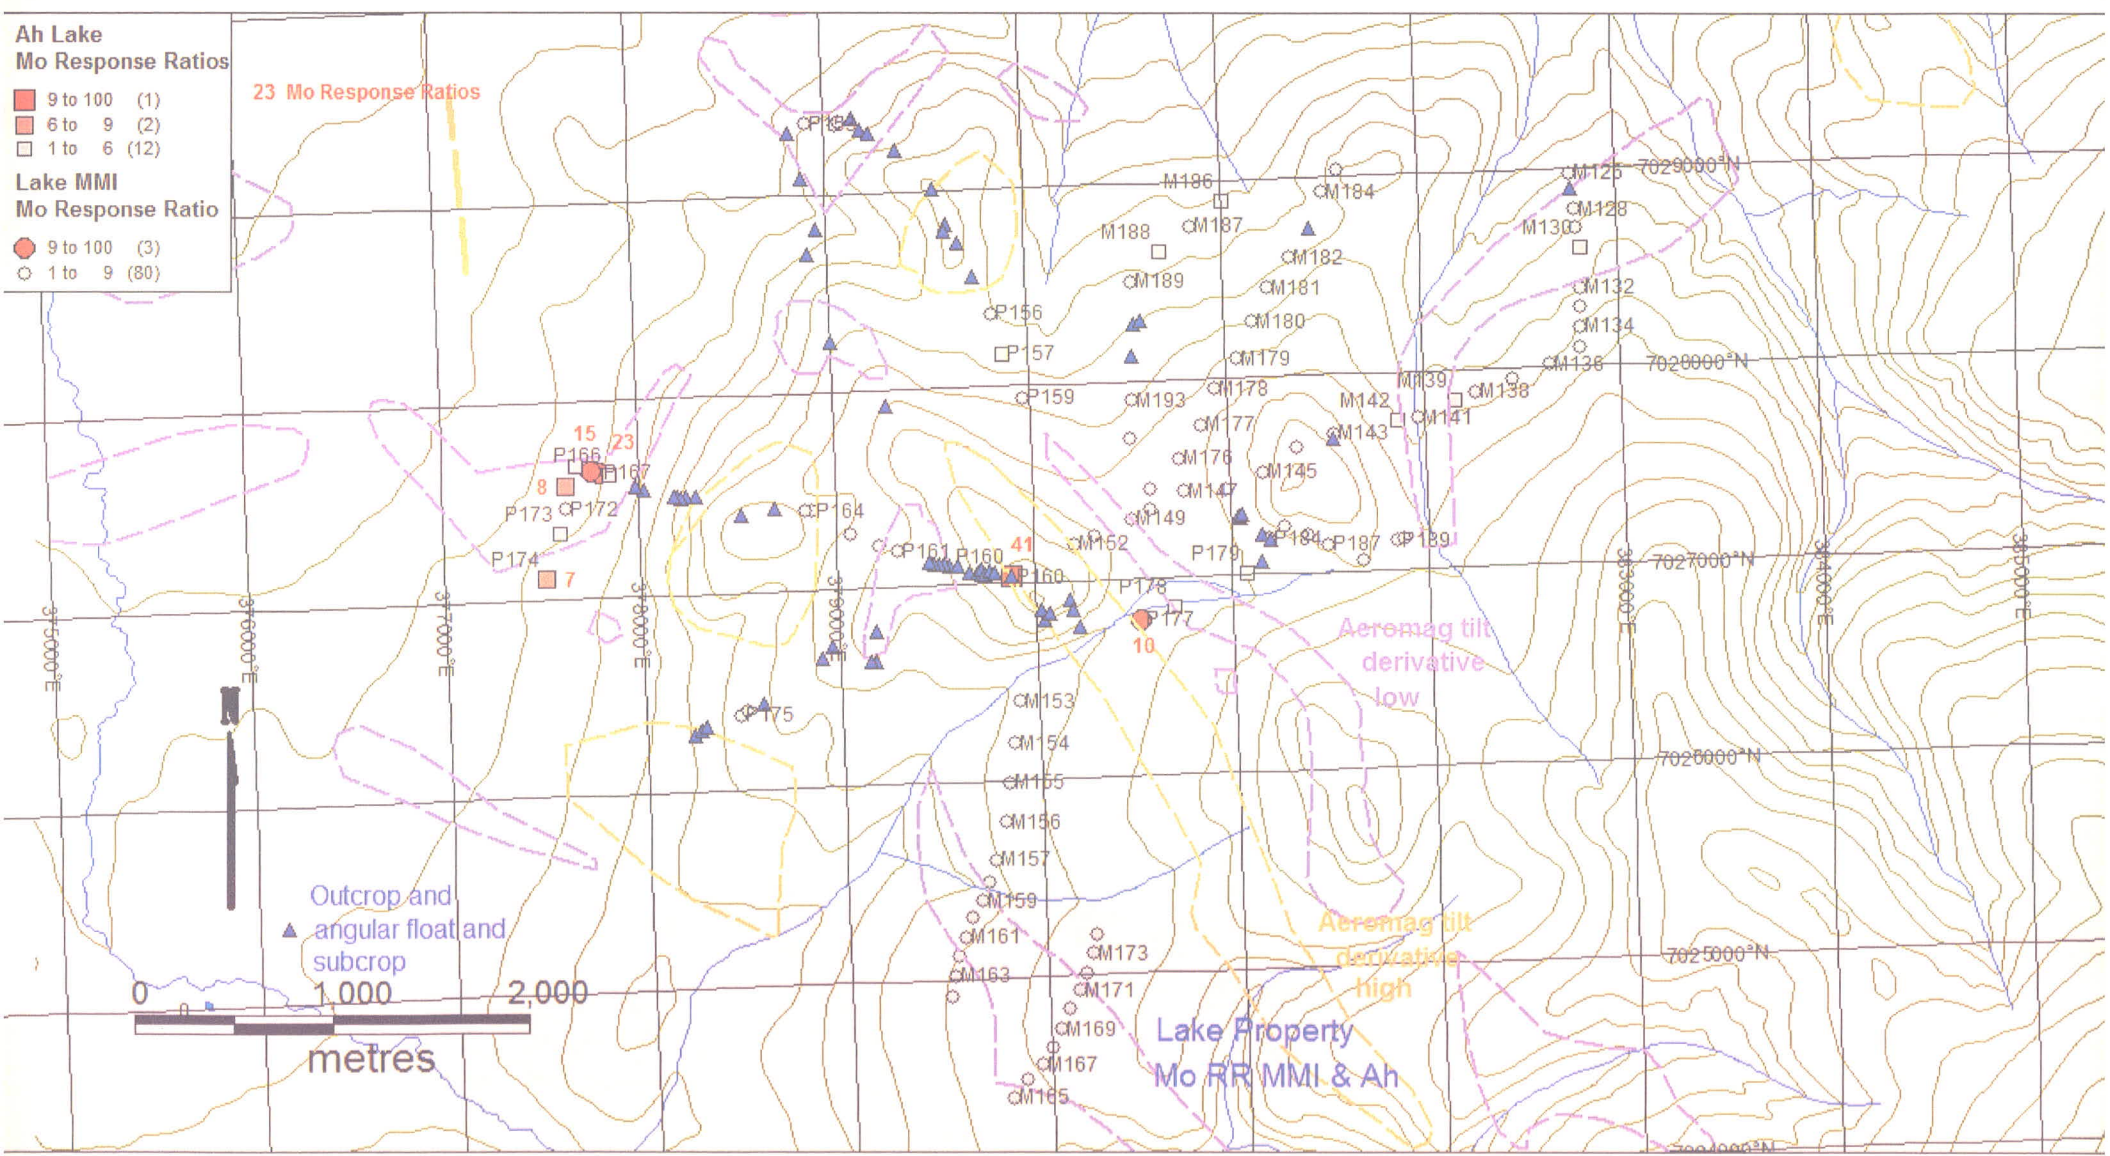 Ah Lake
Mo Response Ratios
9 to 100 (1)
6 to 9 (2)
1 to 6 (12)
Lake MMI
Mo Response Ratio
9 to 100 (3)
1 to 9 (80)
23 Mo Response Ratios
M186
M184
M125
7029000°N
M128
M187
M130
M188
M182
M189
M181
M132
P156
M180
M134
P157
M179
M136
7028000°N
M139
M178
M138
P159
M193
M142
M141
M177
M143
15
23
P166
P167
M176
M145
8
M147
P172
P173
P164
M149
41
M152
P187
P189
P161
P160
P179
P174
7027000°N
7
P160
P178
P177
10
375000°E
376000°E
377000°E
378000°E
383000°E
384000°E
385000°E
Aeromag tilt
derivative
low
N
M153
P175
M154
7026000°N
M155
M156
M157
Outcrop and
angular float and
subcrop
M159
Aeromag tilt
derivative
high
M161
M173
7025000°N
M163
M171
0
1,000
2,000
0
metres
M169
Lake Property
Mo RR MMI & Ah
M167
M165
7024000°N